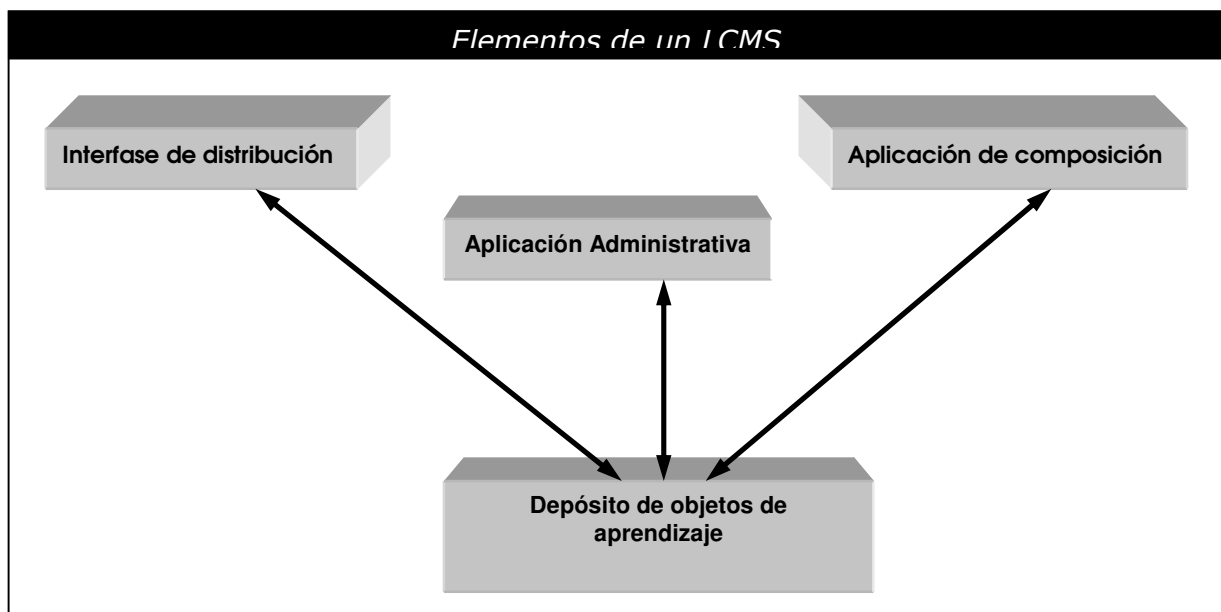 Elementos de un LCMS
Interfase de distribución
Aplicación de composición
Aplicación Administrativa
Depósito de objetos de
aprendizaje